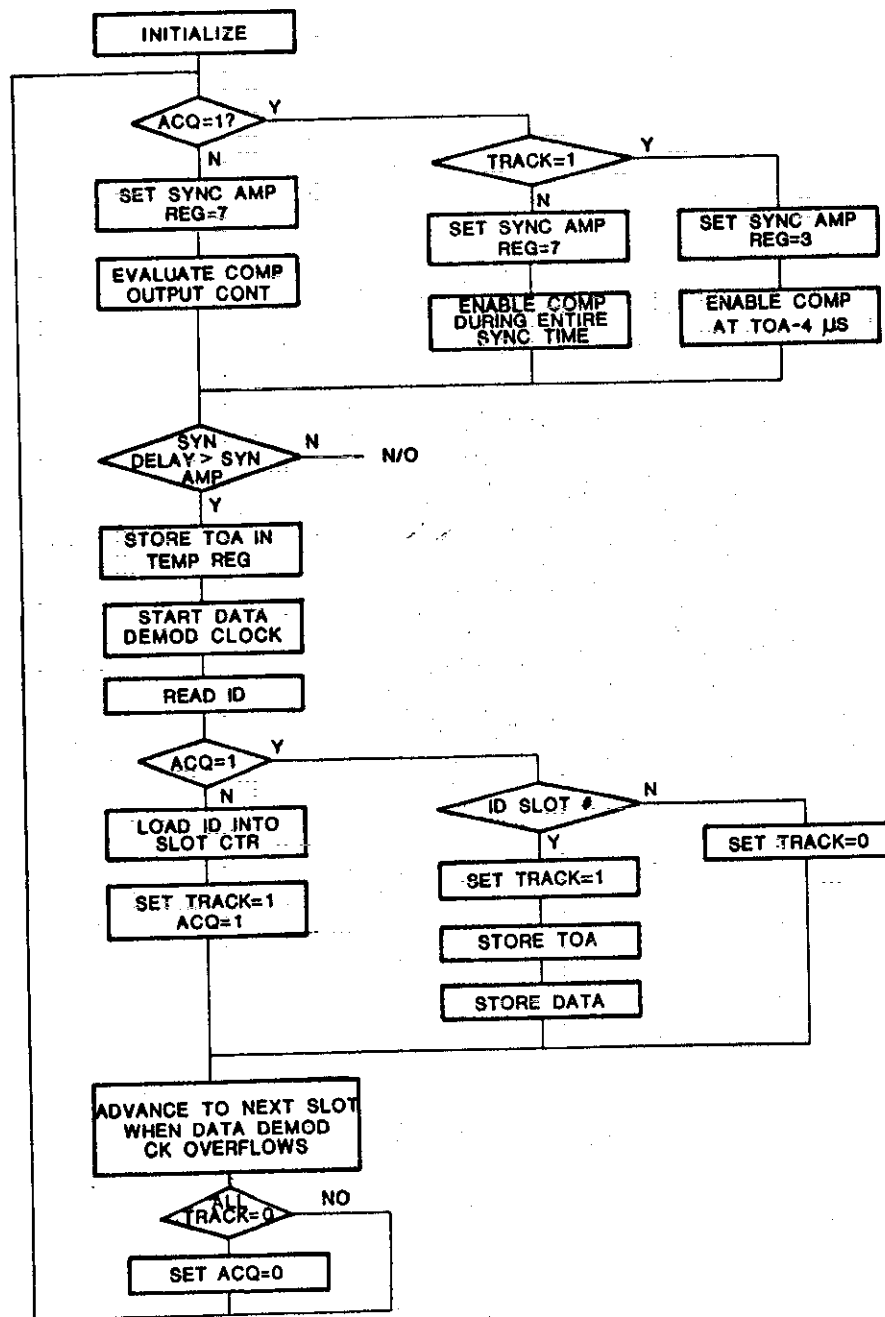 INITIALIZE
ACQ=1?
Y
N
TRACK=1
Y
N
SET SYNC AMP
REG=7
SET SYNC AMP
REG=7
SET SYNC AMP
REG=3
EVALUATE COMP
OUTPUT CONT
ENABLE COMP
DURING ENTIRE
SYNC TIME
ENABLE COMP
AT TOA-4 µS
SYN
DELAY > SYN
AMP
N
N/O
Y
STORE TOA IN
TEMP REG
START DATA
DEMOD CLOCK
READ ID
ACQ=1
Y
N
ID SLOT #
N
Y
LOAD ID INTO
SLOT CTR
SET TRACK=0
SET TRACK=1
SET TRACK=1
ACQ=1
STORE TOA
STORE DATA
ADVANCE TO NEXT SLOT
WHEN DATA DEMOD
CK OVERFLOWS
ALL
TRACK=0
NO
SET ACQ=0